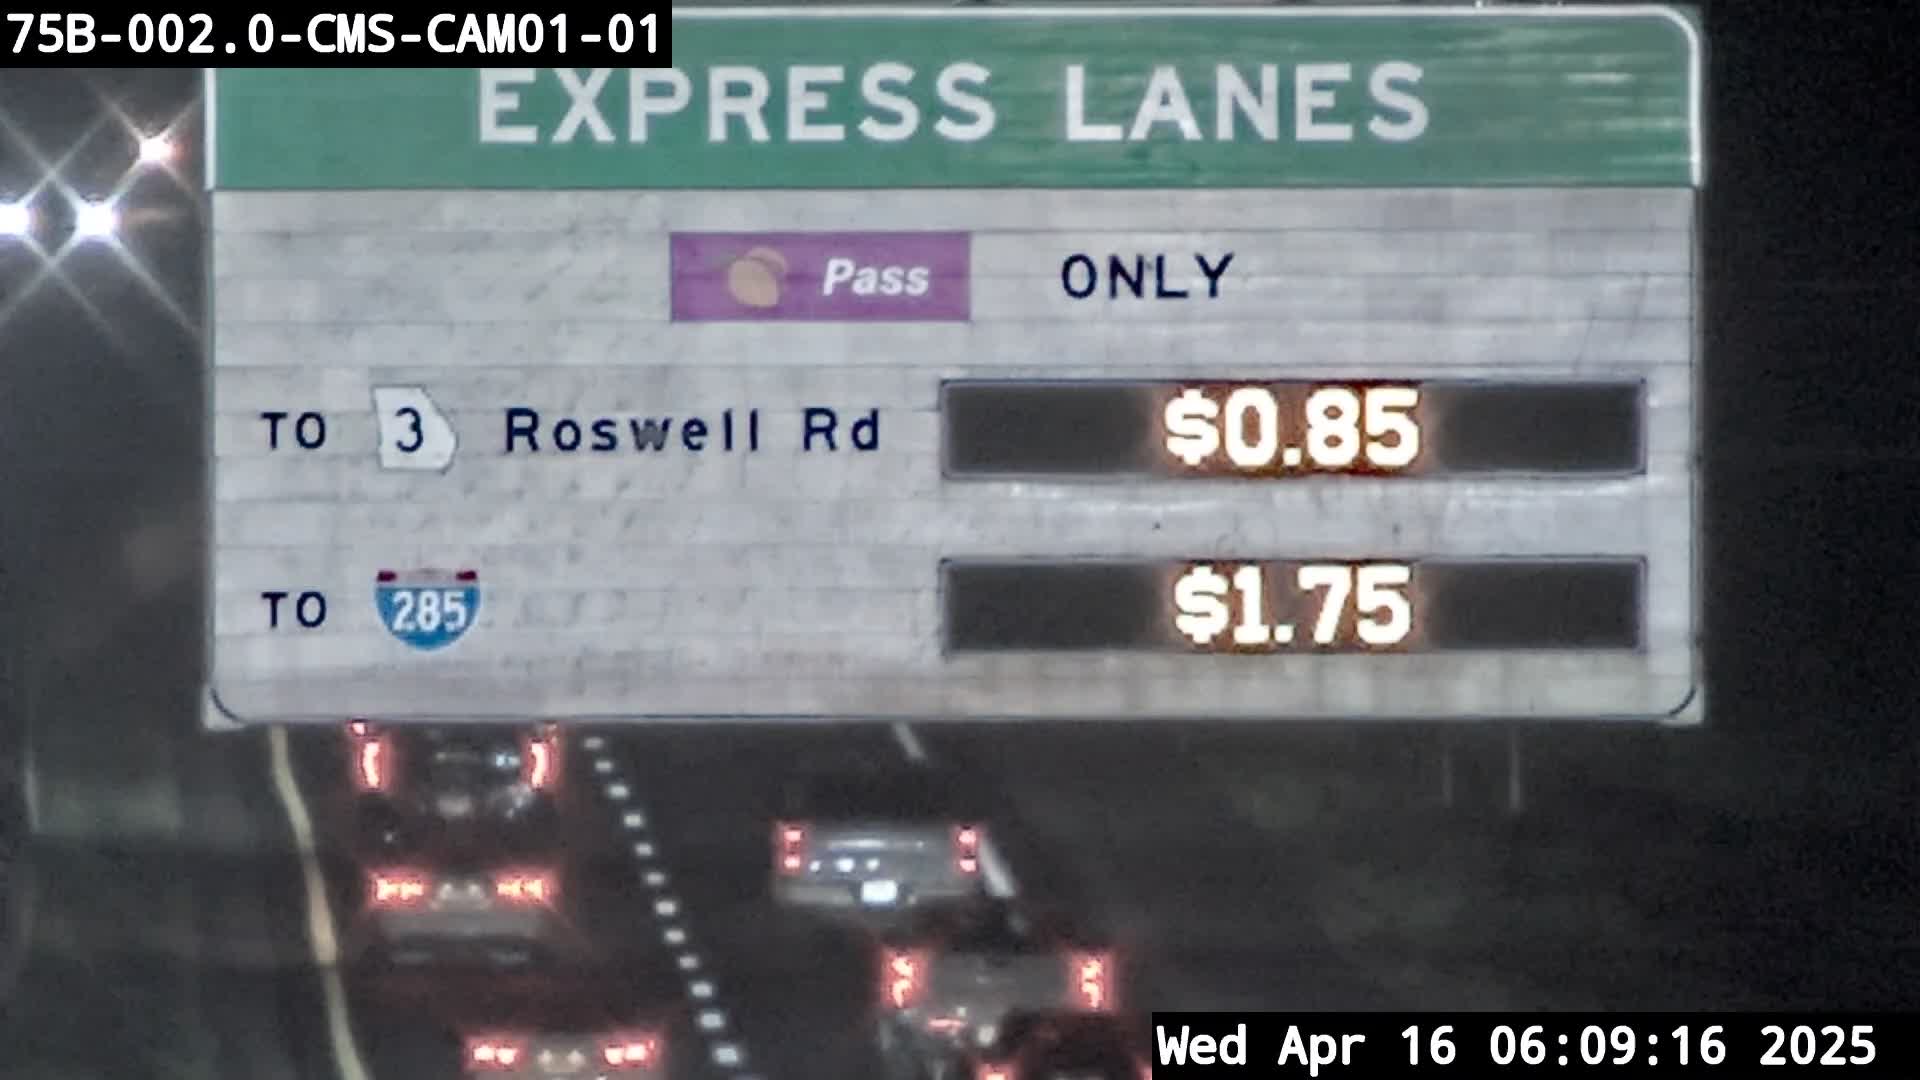 75B-002.0-CMS-CAM01-01
EXPRESS LANES
Pass ONLY
TO 3 Roswell Rd $0.85
TO 285 $1.75
Wed Apr 16 06:09:16 2025